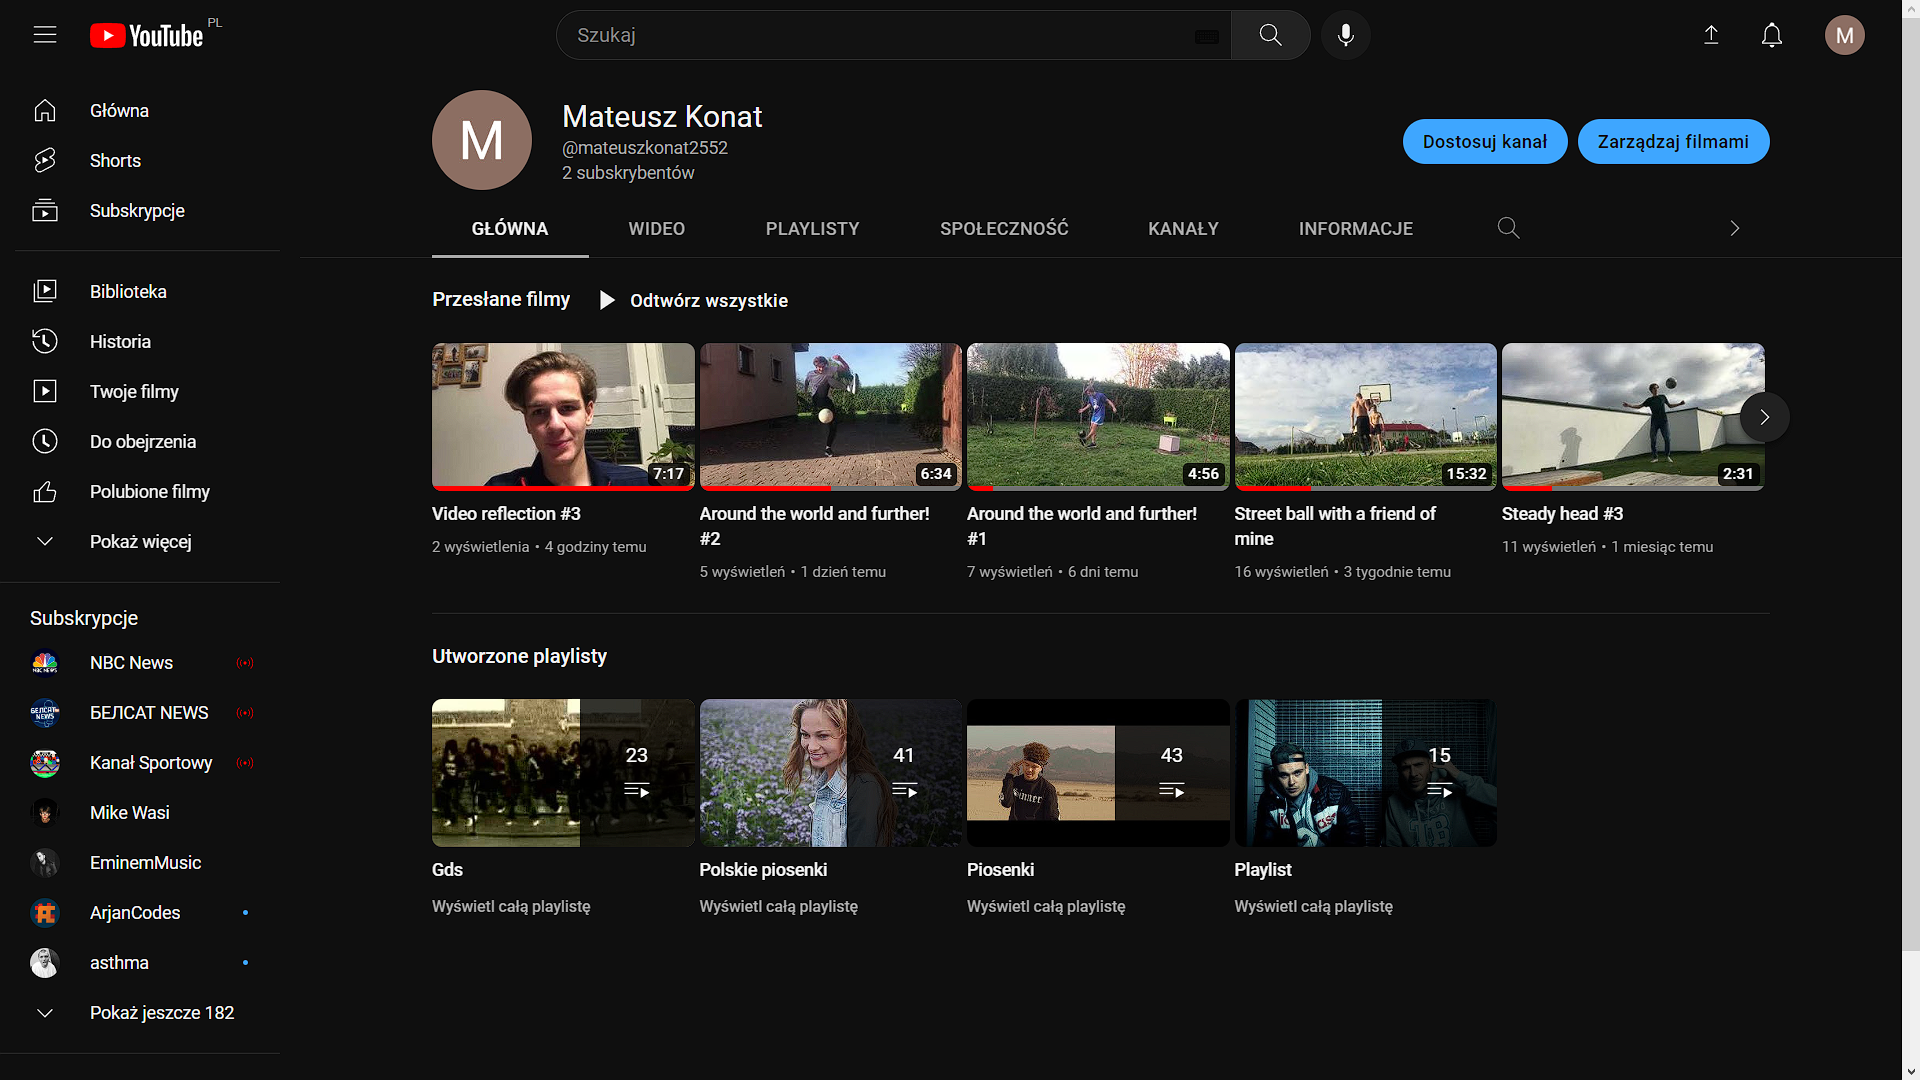 YouTube PL
Szukaj
M
Główna
Shorts
Subskrypcje
Biblioteka
Historia
Twoje filmy
Do obejrzenia
Polubione filmy
Pokaż więcej
Subskrypcje
NBC News
БЕЛСАТ NEWS
Kanał Sportowy
Mike Wasi
EminemMusic
ArjanCodes
asthma
Pokaż jeszcze 182
M
Mateusz Konat
@mateuszkonat2552
2 subskrybentów
Dostosuj kanał
Zarządzaj filmami
GŁÓWNA WIDEO PLAYLISTY SPOŁECZNOŚĆ KANAŁY INFORMACJE
Przesłane filmy Odtwórz wszystkie
7:17
Video reflection #3
2 wyświetlenia • 4 godziny temu
6:34
Around the world and further!
#2
5 wyświetleń • 1 dzień temu
4:56
Around the world and further!
#1
7 wyświetleń • 6 dni temu
15:32
Street ball with a friend of
mine
16 wyświetleń • 3 tygodnie temu
2:31
Steady head #3
11 wyświetleń • 1 miesiąc temu
Utworzone playlisty
23
Gds
Wyświetl całą playlistę
41
Polskie piosenki
Wyświetl całą playlistę
43
Piosenki
Wyświetl całą playlistę
15
Playlist
Wyświetl całą playlistę